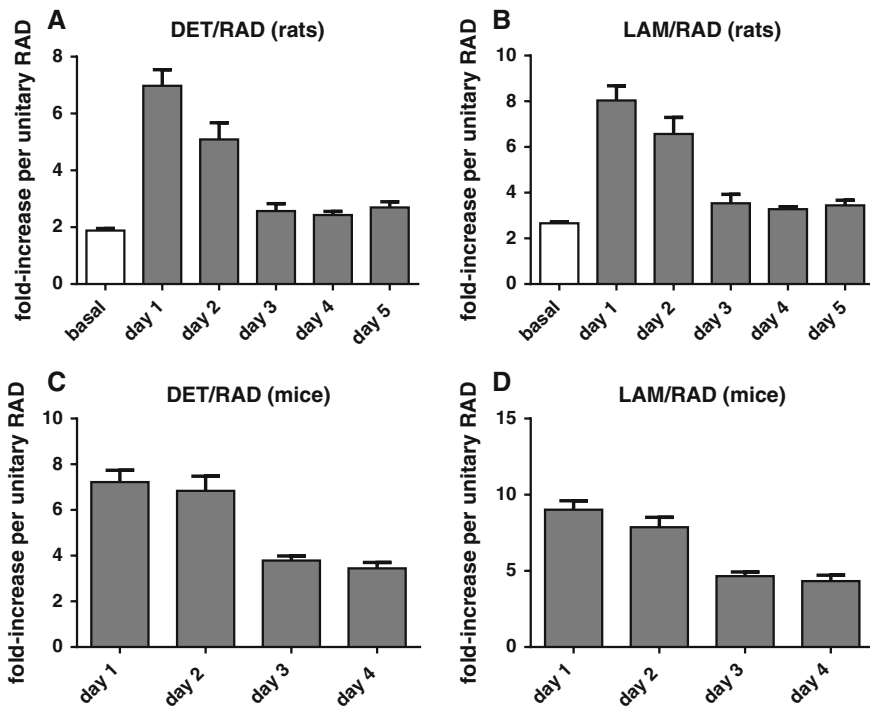 A
DET/RAD (rats)
fold-increase per unitary RAD
8
6
4
2
0
basal
day 1
day 2
day 3
day 4
day 5
B
LAM/RAD (rats)
fold-increase per unitary RAD
10
8
6
4
2
0
basal
day 1
day 2
day 3
day 4
day 5
C
DET/RAD (mice)
fold-increase per unitary RAD
10
8
6
4
2
0
day 1
day 2
day 3
day 4
D
LAM/RAD (mice)
fold-increase per unitary RAD
15
10
5
0
day 1
day 2
day 3
day 4